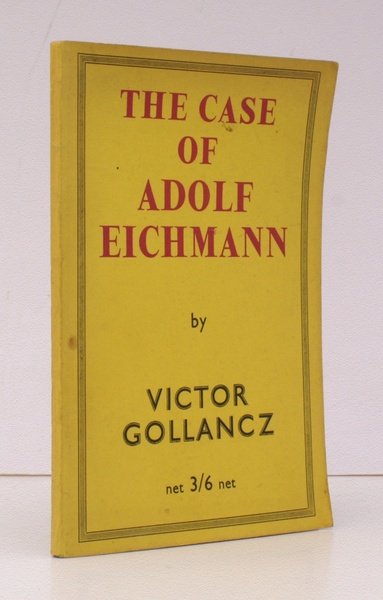 THE CASE
OF
ADOLF
EICHMANN
by
VICTOR
GOLLANCZ
net 3/6 net